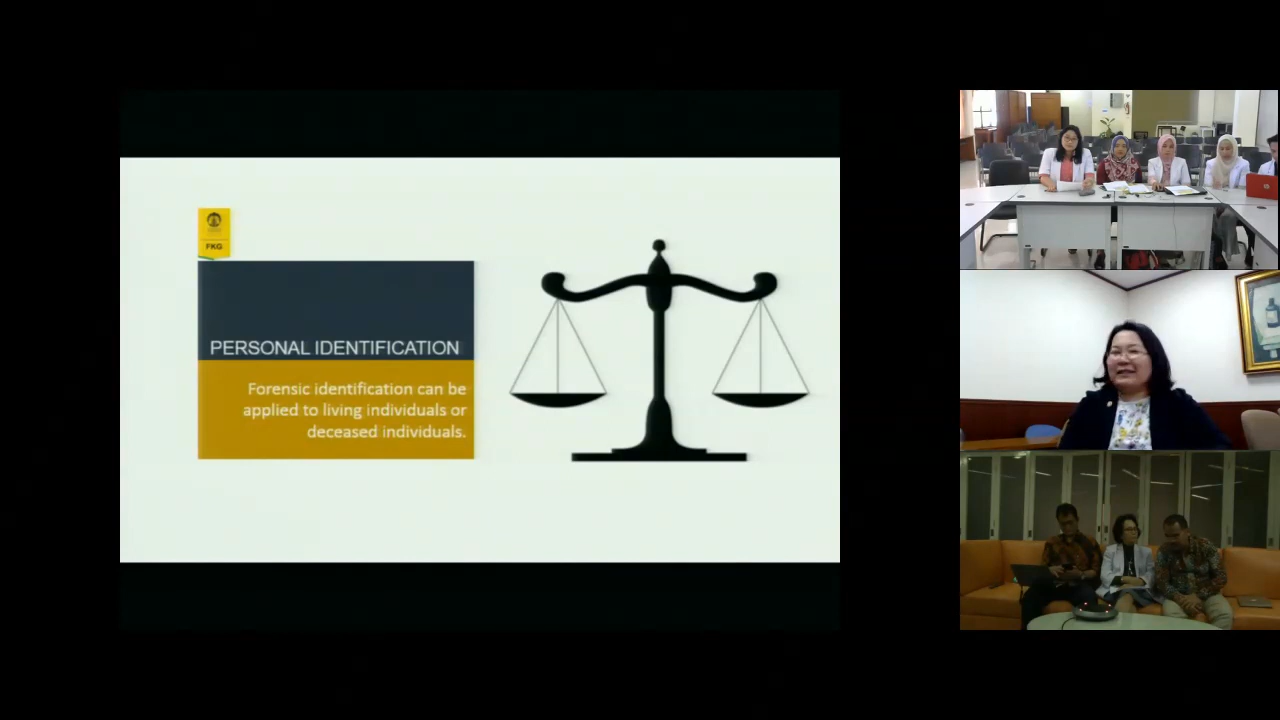 FKG
PERSONAL IDENTIFICATION
Forensic identification can be
applied to living individuals or
deceased individuals.